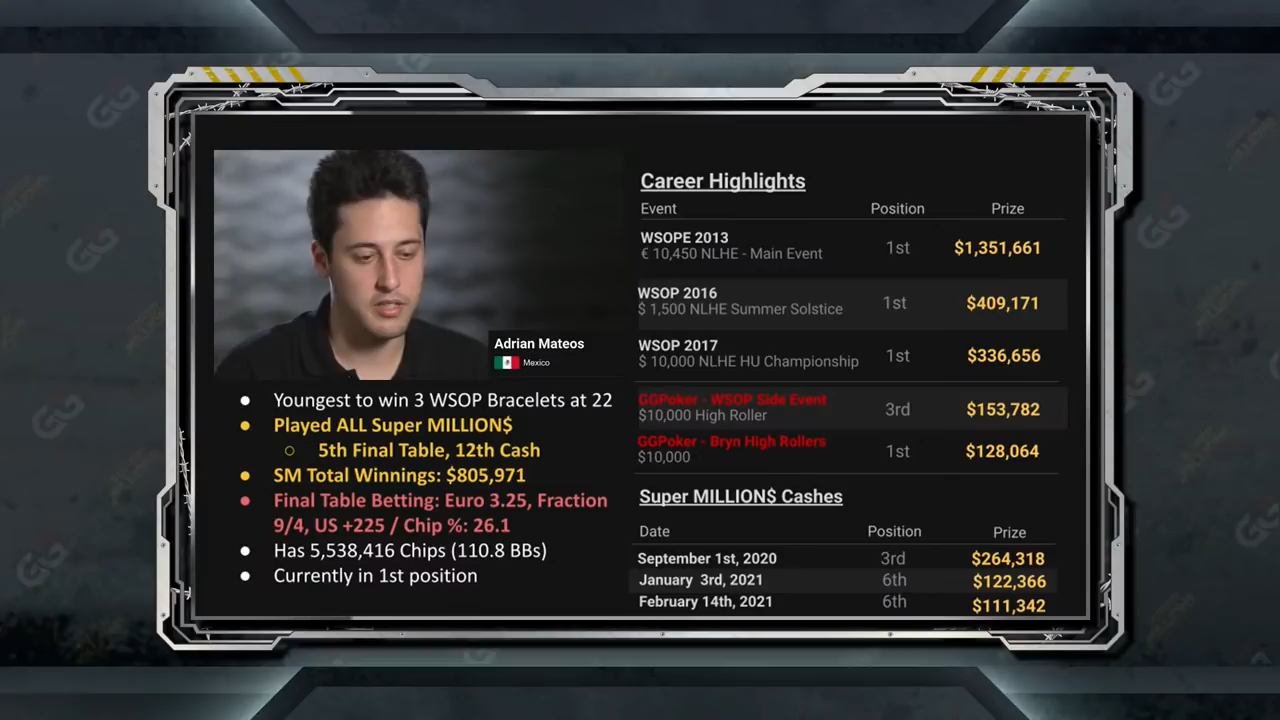 Adrian Mateos
Mexico
Youngest to win 3 WSOP Bracelets at 22
Played ALL Super MILLION$
5th Final Table, 12th Cash
SM Total Winnings: $805,971
Final Table Betting: Euro 3.25, Fraction
9/4, US +225 / Chip %: 26.1
Has 5,538,416 Chips (110.8 BBs)
Currently in 1st position
Career Highlights
Event Position Prize
WSOPE 2013
€ 10,450 NLHE - Main Event 1st $1,351,661
WSOP 2016
$ 1,500 NLHE Summer Solstice 1st $409,171
WSOP 2017
$ 10,000 NLHE HU Championship 1st $336,656
GGPoker - WSOP Side Event
$10,000 High Roller 3rd $153,782
GGPoker - Bryn High Rollers
$10,000 1st $128,064
Super MILLION$ Cashes
Date Position Prize
September 1st, 2020 3rd $264,318
January 3rd, 2021 6th $122,366
February 14th, 2021 6th $111,342